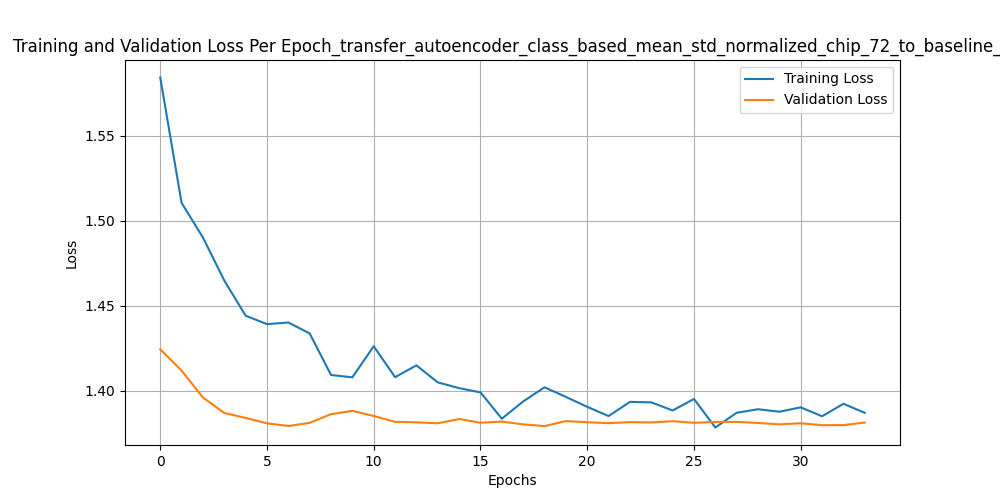 Training and Validation Loss Per Epoch_transfer_autoencoder_class_based_mean_std_normalized_chip_72_to_baseline_
Training Loss
Validation Loss
1.55
1.50
1.45
1.40
Loss
0 5 10 15 20 25 30
Epochs